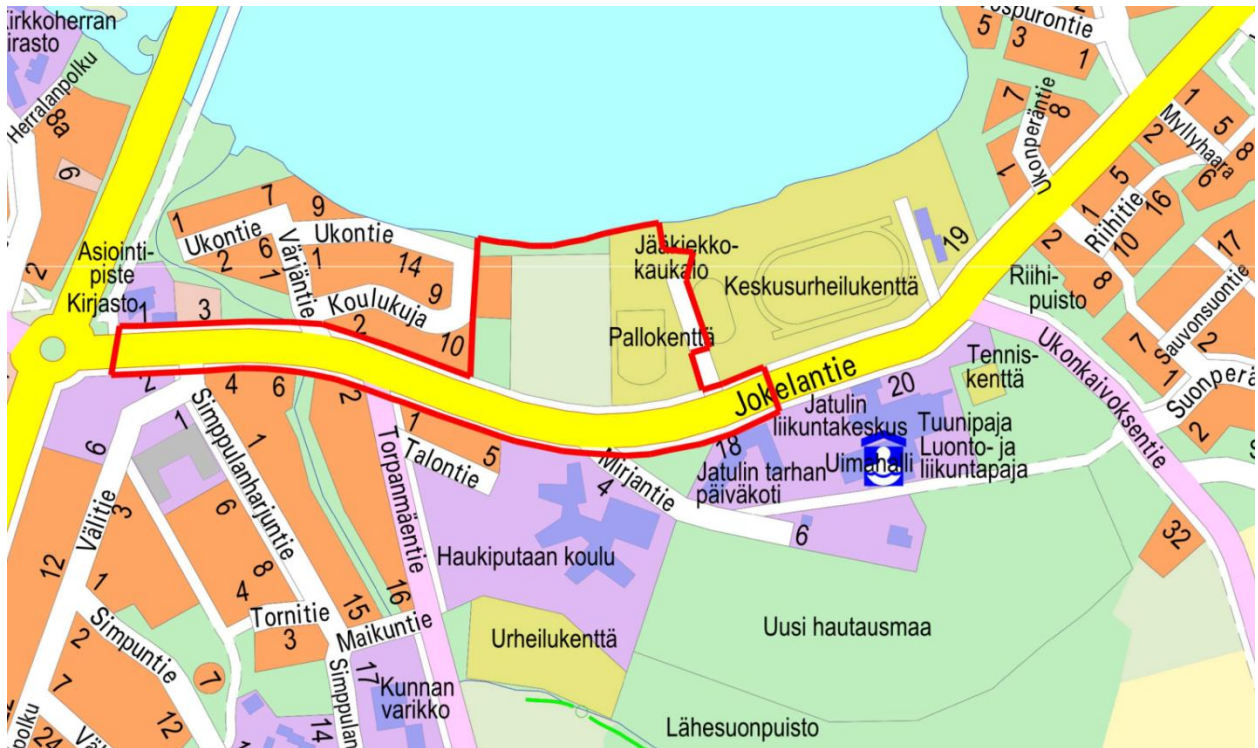 Kirkkoherran
virasto
Herralanpolku
8a
6
2
Asiointi-
piste
Kirjasto
1
3
1
7
9
Ukontie
Ukontie
2
6
1
1
Värjäntie
14
9
Koulukuja
2
10
Jääkiekko-
kaukalo
Keskusurheilukenttä
Pallokenttä
19
5
3
1
7
8
Ukonperäntie
1
1
2
5
8
6
Myllyhaara
5
1
16
10
Riihitie
2
8
17
Riihi-
puisto
Sauvonsuontie
7
2
1
2
Ukonkaivoksentie
Tennis-
kenttä
Jokelantie
20
18
Jatulin
liikuntakeskus
Tuunipaja
Luonto- ja
liikuntapaja
Uimahalli
Jatulin tarhan
päiväkoti
2
4
6
2
1
5
Talontie
Mirjantie
4
6
6
1
1
Simppulanharjuntie
Torpanmäentie
Välitie
3
12
1
6
8
4
Tornitie
3
15
16
Maikuntie
Haukiputaan koulu
Urheilukenttä
Uusi hautausmaa
32
Simpuntie
2
7
7
12
17
Kunnan
varikko
14
Lähesuonpuisto
24